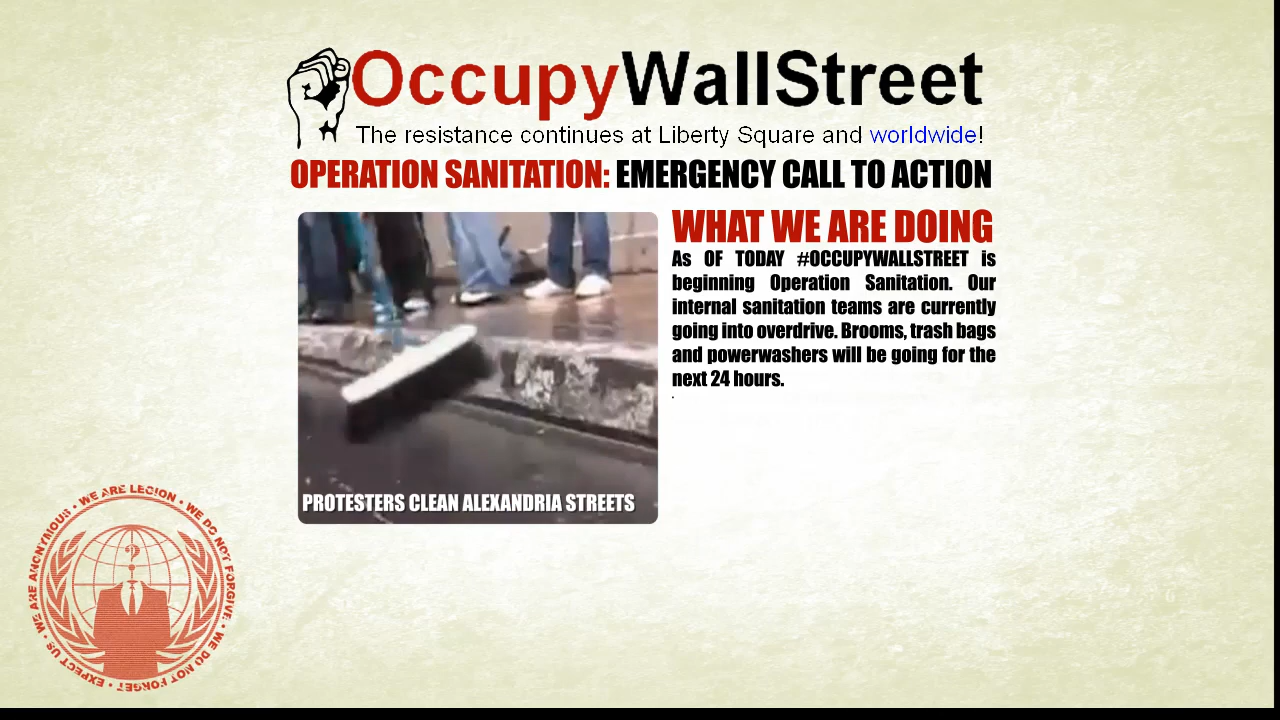 OccupyWallStreet
The resistance continues at Liberty Square and worldwide!
OPERATION SANITATION: EMERGENCY CALL TO ACTION
WHAT WE ARE DOING
As OF TODAY #OCCUPYWALLSTREET is
beginning Operation Sanitation. Our
internal sanitation teams are currently
going into overdrive. Brooms, trash bags
and powerwashers will be going for the
next 24 hours.
.
PROTESTERS CLEAN ALEXANDRIA STREETS
• WE ARE ANONYMOUS • WE ARE LEGION • WE DO NOT FORGIVE • WE DO NOT FORGET • EXPECT US
?